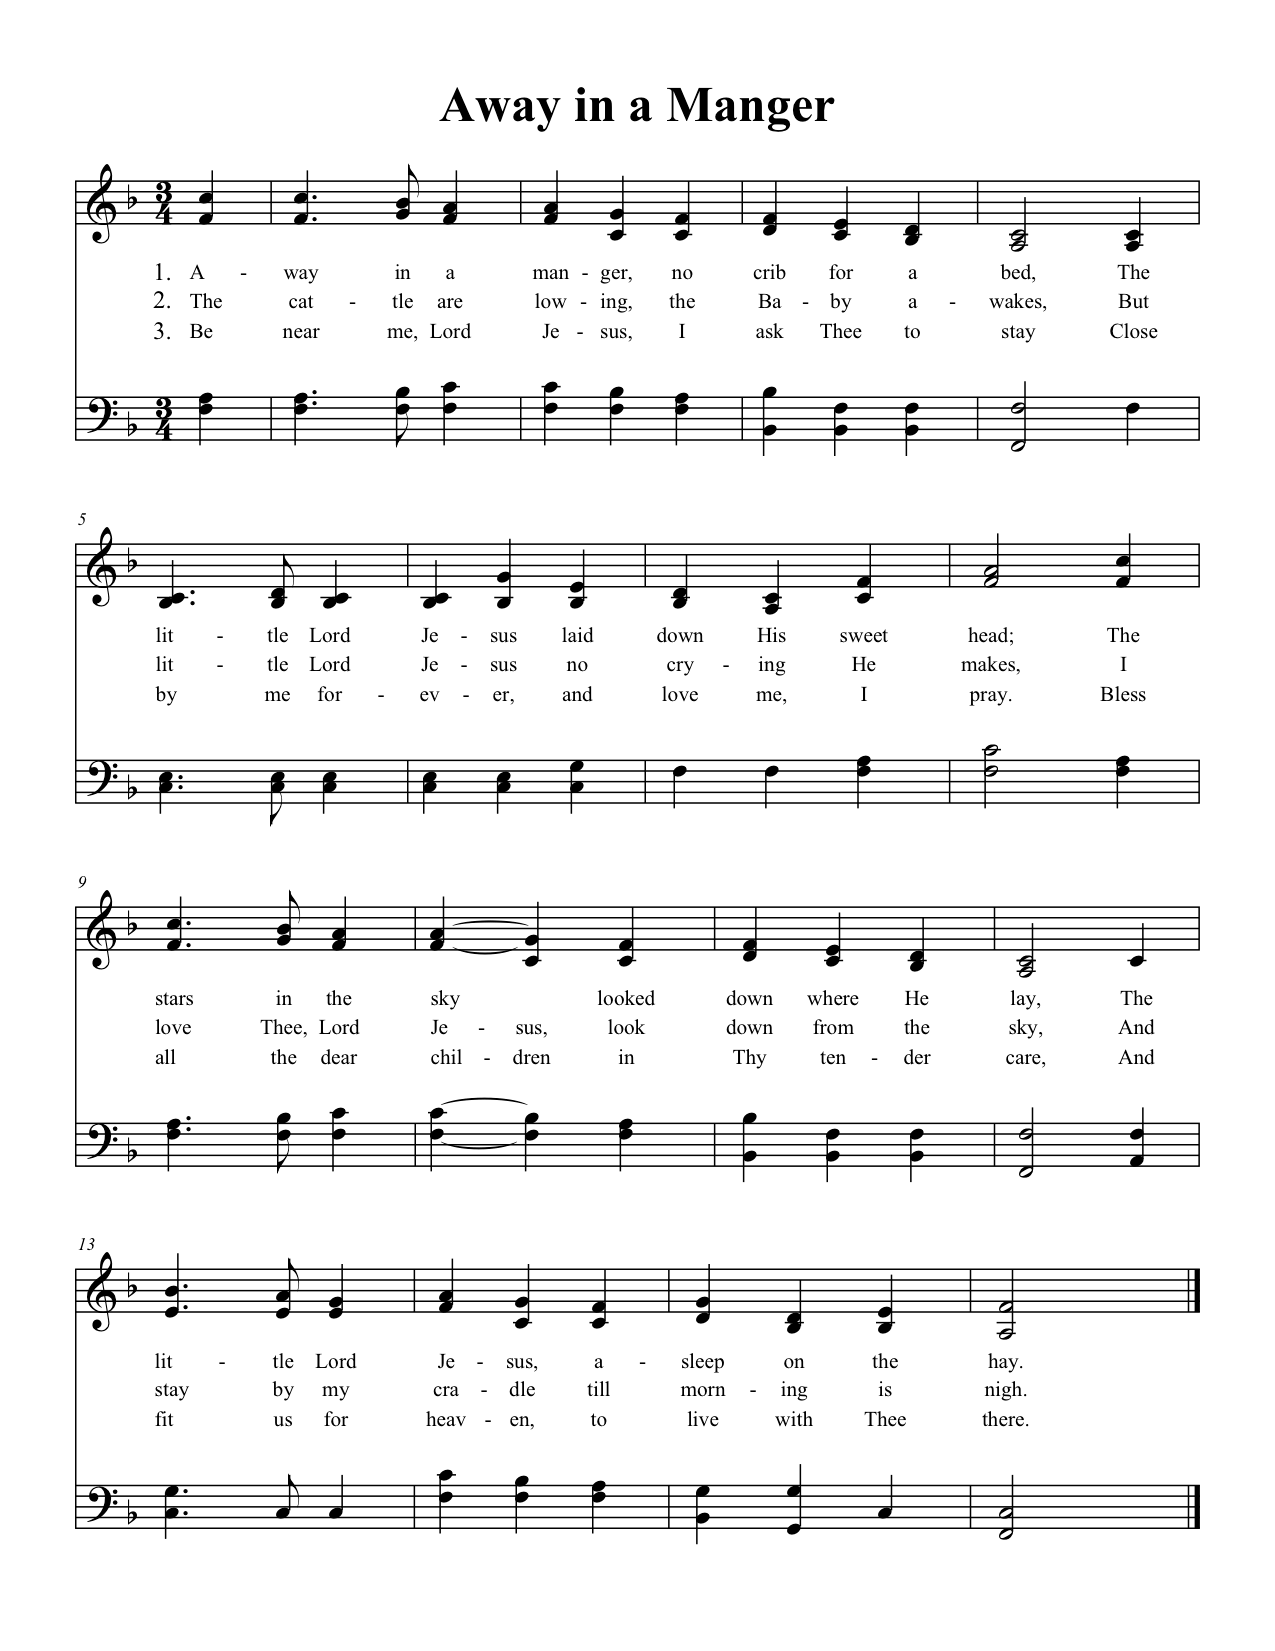 Away in a Manger
3
4
1. A - way in a man - ger, no crib for a bed, The
2. The cat - tle are low - ing, the Ba - by a - wakes, But
3. Be near me, Lord Je - sus, I ask Thee to stay Close
3
4
5
lit - tle Lord Je - sus laid down His sweet head; The
lit - tle Lord Je - sus no cry - ing He makes, I
by me for - ev - er, and love me, I pray. Bless
9
stars in the sky looked down where He lay, The
love Thee, Lord Je - sus, look down from the sky, And
all the dear chil - dren in Thy ten - der care, And
13
lit - tle Lord Je - sus, a - sleep on the hay.
stay by my cra - dle till morn - ing is nigh.
fit us for heav - en, to live with Thee there.